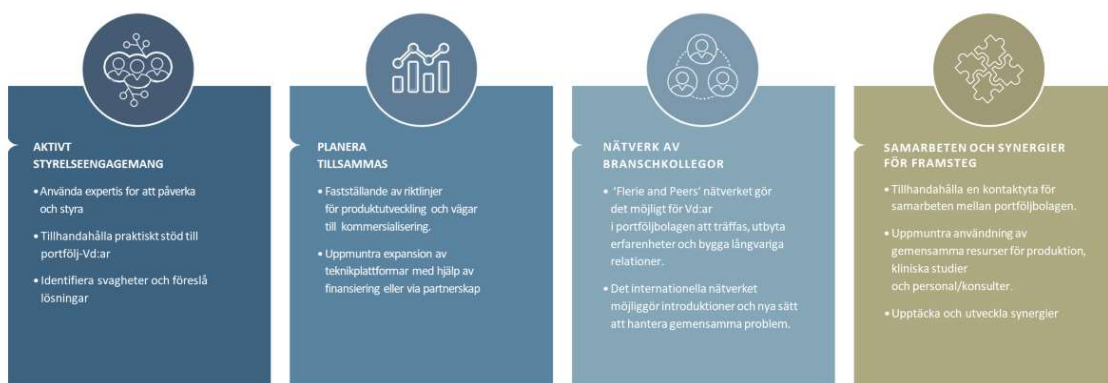 AKTIVT
STYRELSEENGAGEMANG
• Använda expertis for att påverka
och styra
• Tillhandahålla praktiskt stöd till
portfölj-Vd:ar
• Identifiera svagheter och föreslå
lösningar
PLANERA
TILLSAMMAS
• Fastställande av riktlinjer
för produktutveckling och vägar
till kommersialisering.
• Uppmuntra expansion av
teknikplattformar med hjälp av
finansiering eller via partnerskap
NÄTVERK AV
BRANSCHKOLLEGOR
• 'Flerie and Peers' nätverket gör
det möjligt för Vd:ar
i portföljbolagen att träffas, utbyta
erfarenheter och bygga långvariga
relationer.
• Det internationella nätverket
möjliggör introduktioner och nya sätt
att hantera gemensamma problem.
SAMARBETEN OCH SYNERGIER
FÖR FRAMSTEG
• Tillhandahålla en kontaktyta för
samarbeten mellan portföljbolagen.
• Uppmuntra användning av
gemensamma resurser för produktion,
kliniska studier
och personal/konsulter.
• Upptäcka och utveckla synergier